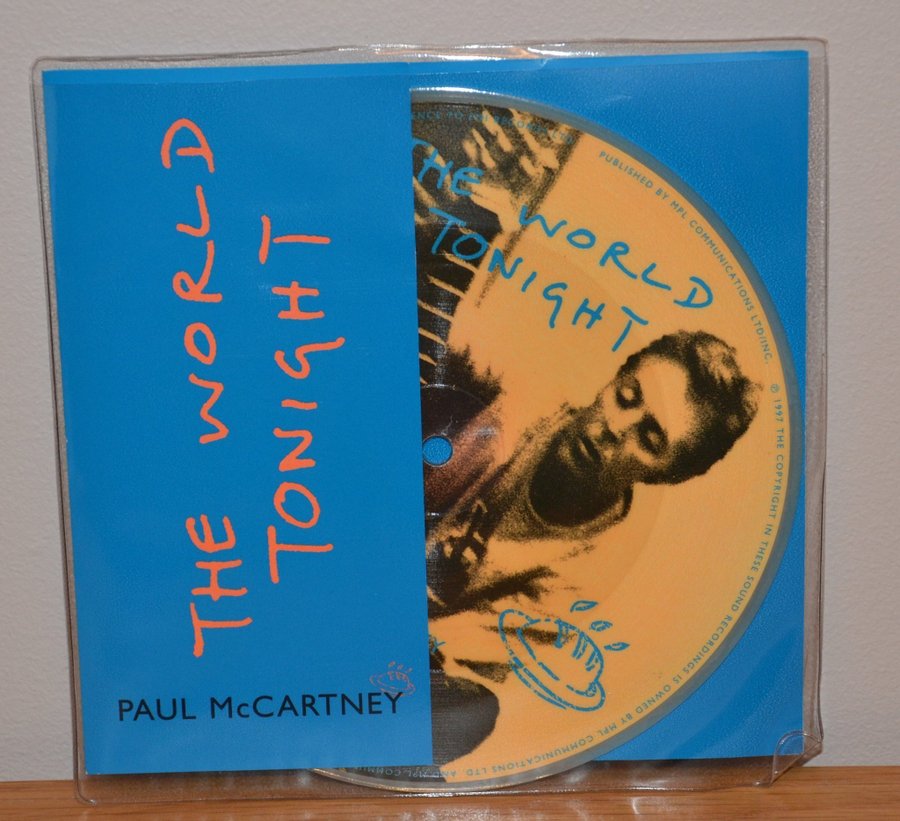 THE WORLD
TONIGHT
PAUL McCARTNEY
THE WORLD
TONIGHT
PUBLISHED BY MPL COMMUNICATIONS LTD/INC. ℗ 1997 THE COPYRIGHT IN THESE SOUND RECORDINGS IS OWNED BY MPL COMMUNICATIONS LTD.